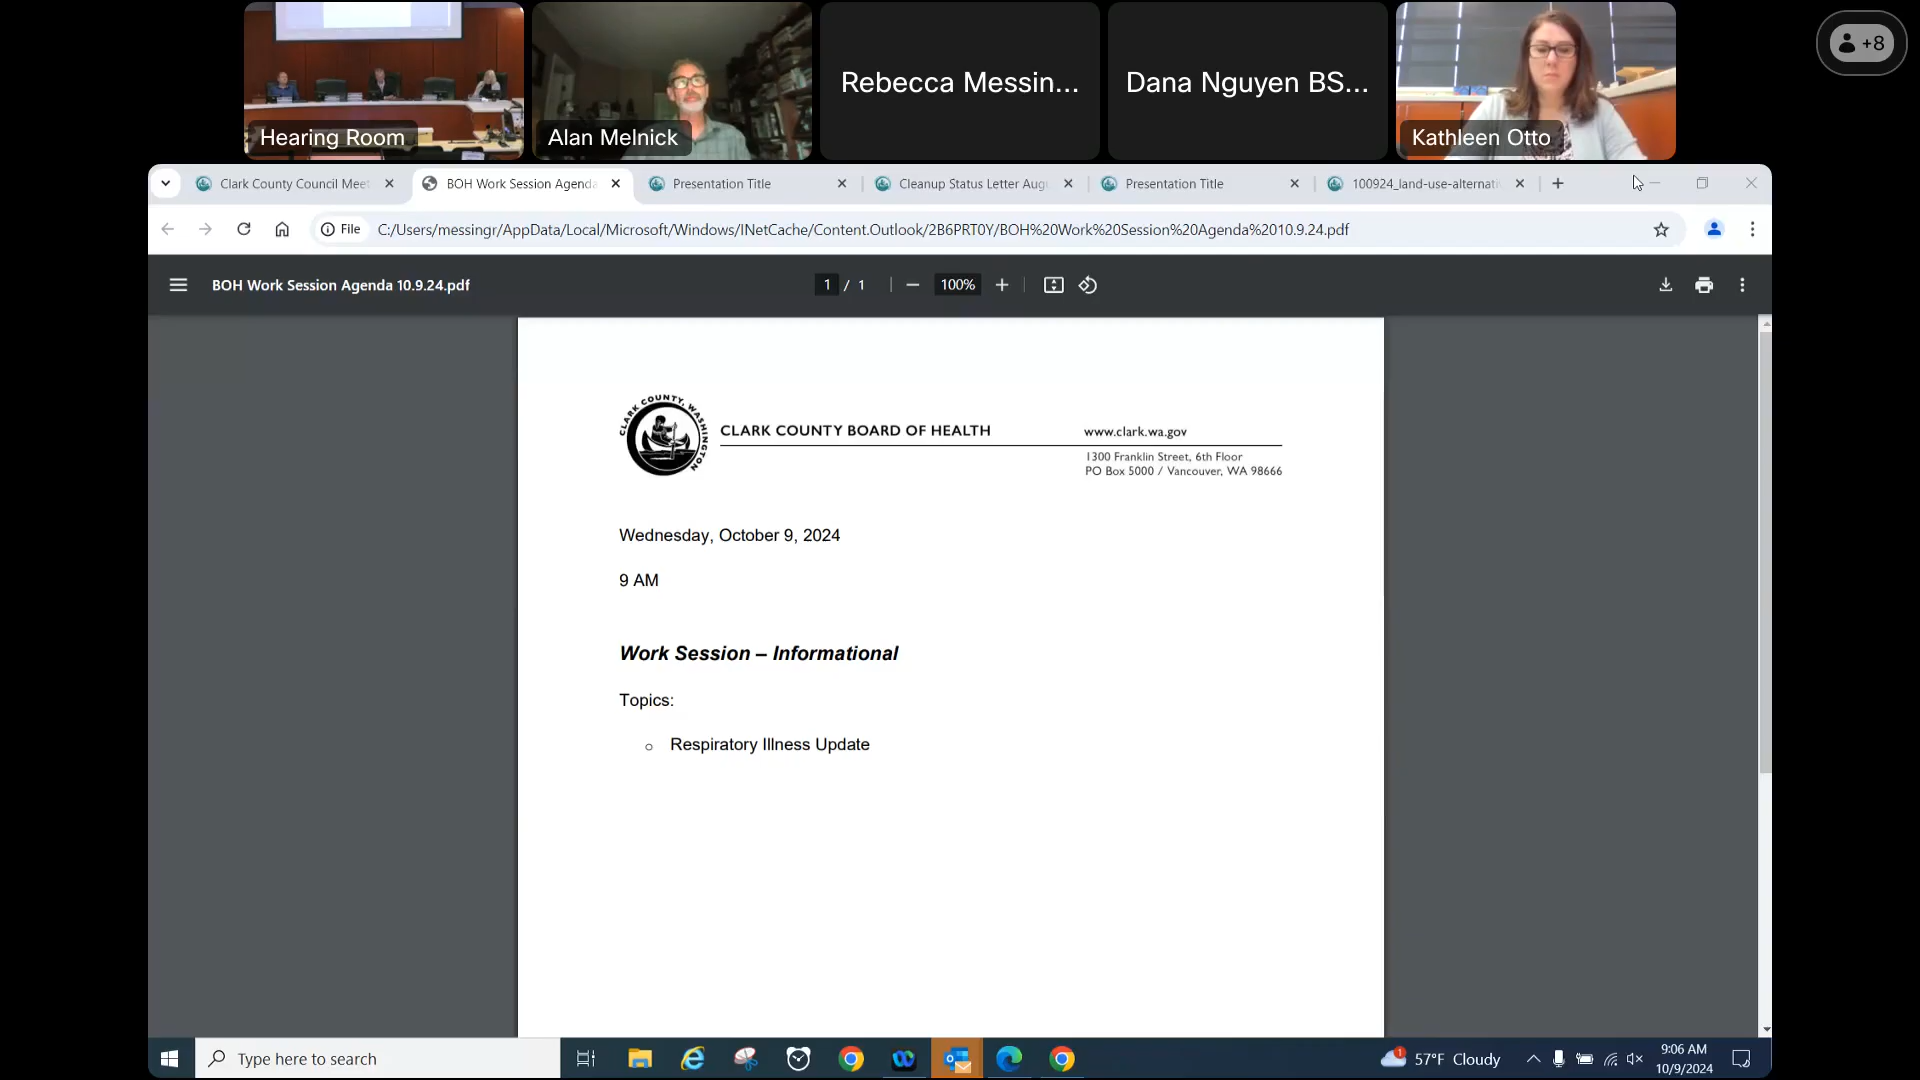 Hearing Room
Alan Melnick
Rebecca Messin...
Dana Nguyen BS...
Kathleen Otto
+8
Clark County Council Meet
BOH Work Session Agenda
Presentation Title
Cleanup Status Letter Aug
Presentation Title
100924_land-use-alternati
File
C:/Users/messingr/AppData/Local/Microsoft/Windows/INetCache/Content.Outlook/2B6PRT0Y/BOH%20Work%20Session%20Agenda%2010.9.24.pdf
BOH Work Session Agenda 10.9.24.pdf
1 / 1
100%
CLARK COUNTY, WASHINGTON
CLARK COUNTY BOARD OF HEALTH
www.clark.wa.gov
1300 Franklin Street, 6th Floor
PO Box 5000 / Vancouver, WA 98666
Wednesday, October 9, 2024
9 AM
Work Session – Informational
Topics:
o Respiratory Illness Update
Type here to search
1
57°F Cloudy
9:06 AM
10/9/2024